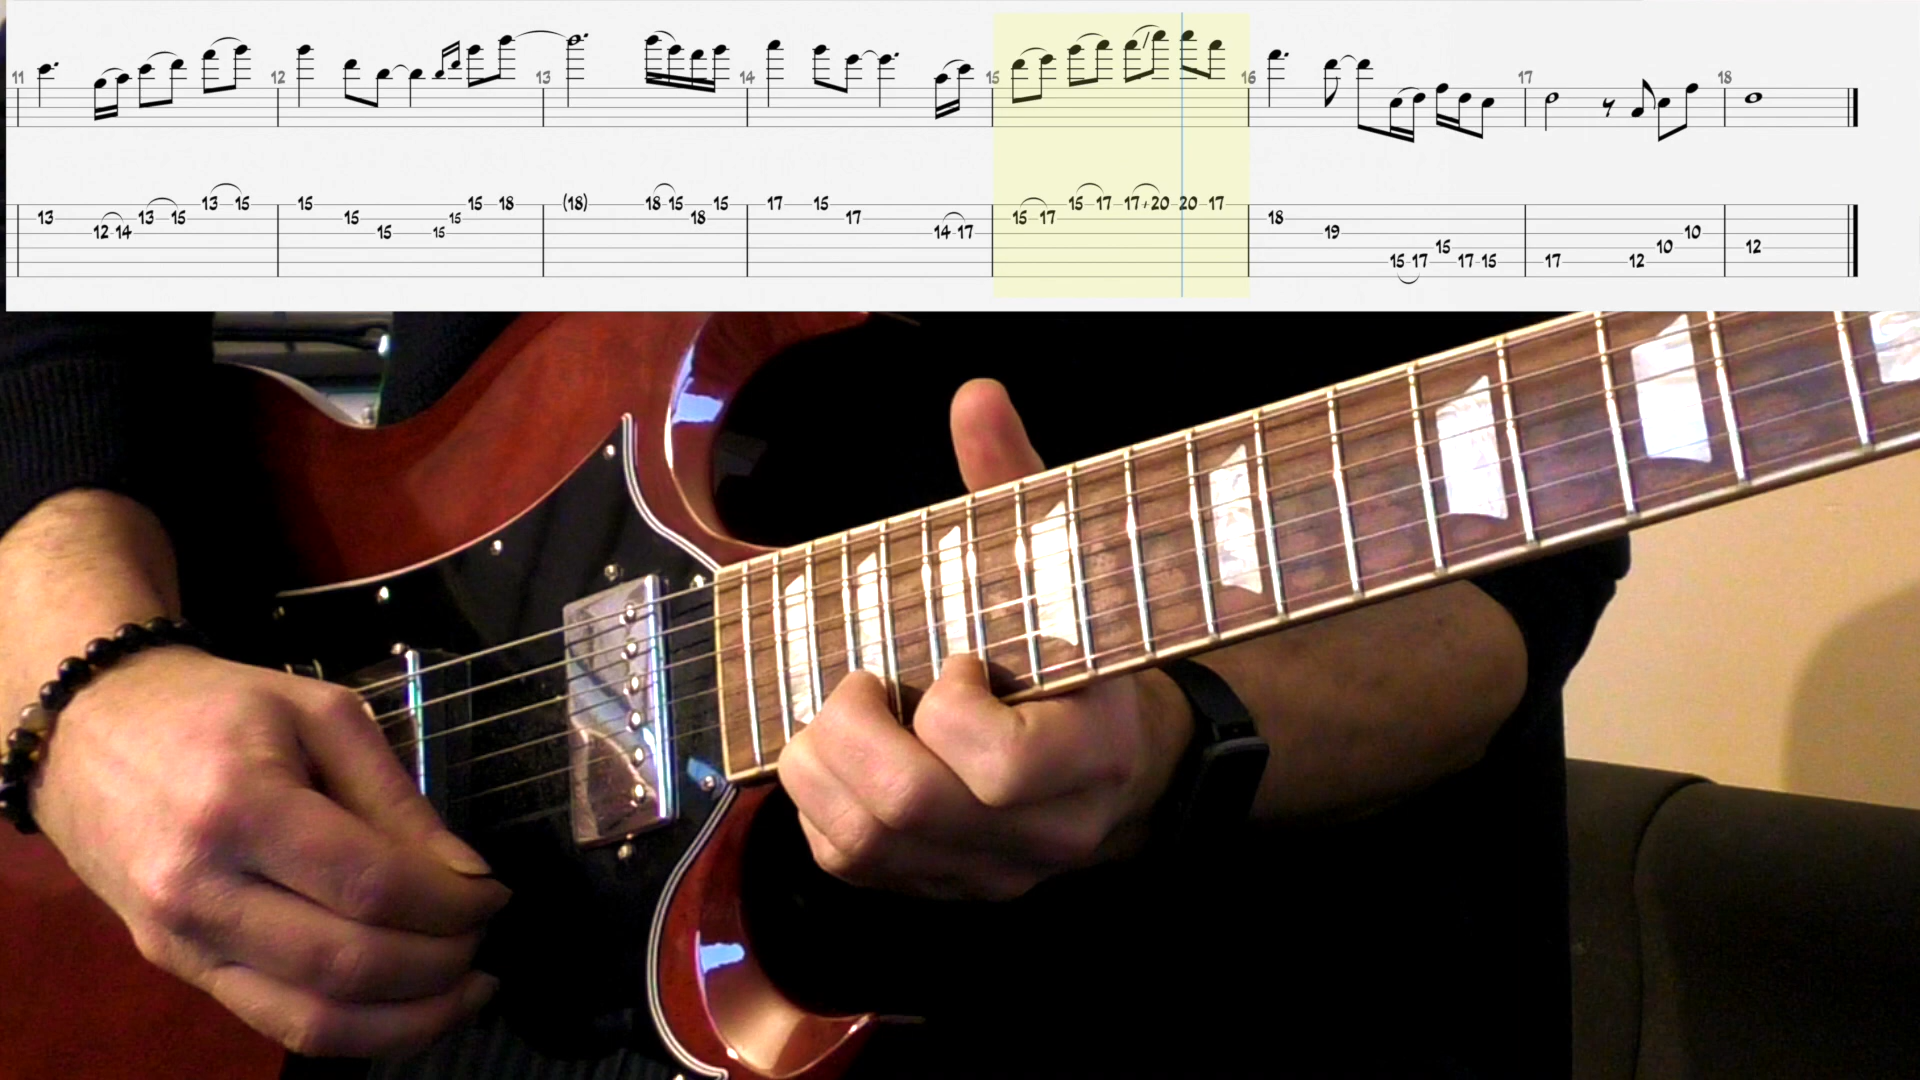 11 12 13 14 15 16 17 18
13 15 15 15 18 (18) 18 15 15 17 15 15 17 17 20 20 17
13 13 15 15 15 18 17 15 17 18
12 14 15 15 14 17 19 10
15 10 12
15 17 17 15 17 12